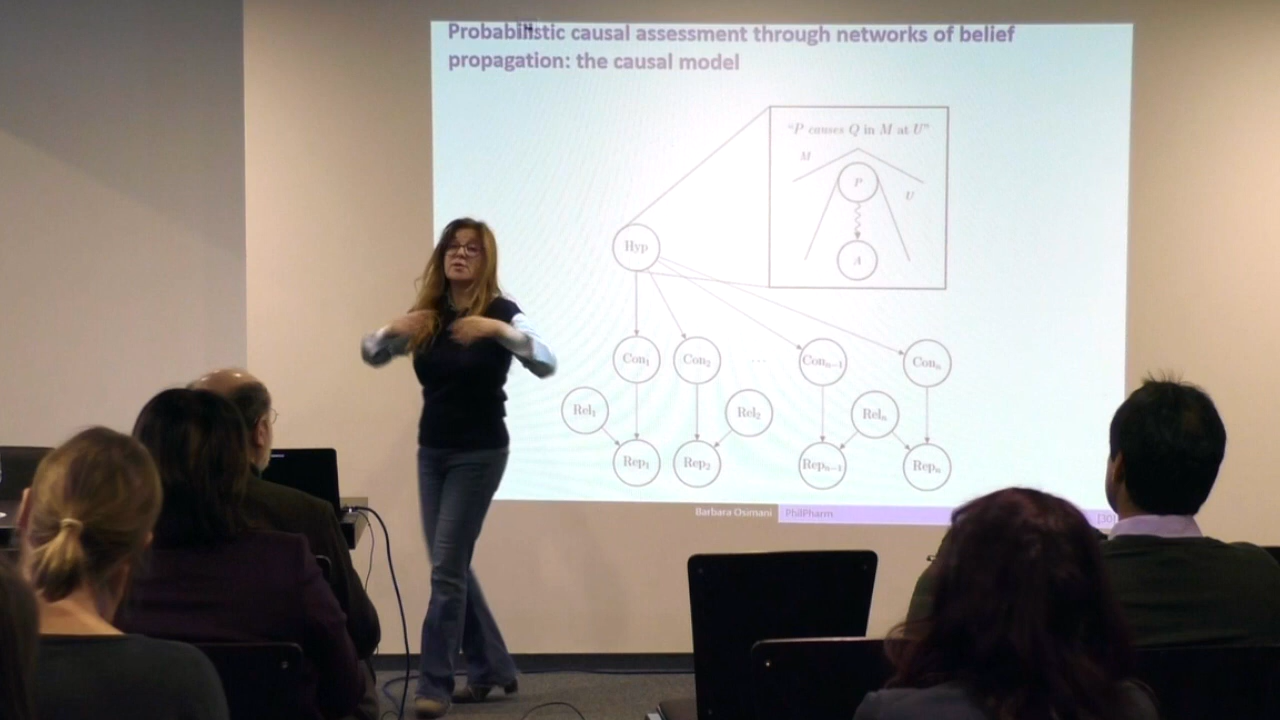 Probabilistic causal assessment through networks of belief
propagation: the causal model
"P causes Q in M at U"
M
P
U
Hyp
A
Con₁
Con₂
...
Conₙ₋₁
Conₙ
Rel₁
Rel₂
Relₙ
Rep₁
Rep₂
Repₙ₋₁
Repₙ
Barbara Osimani
PhilPharm
[30]